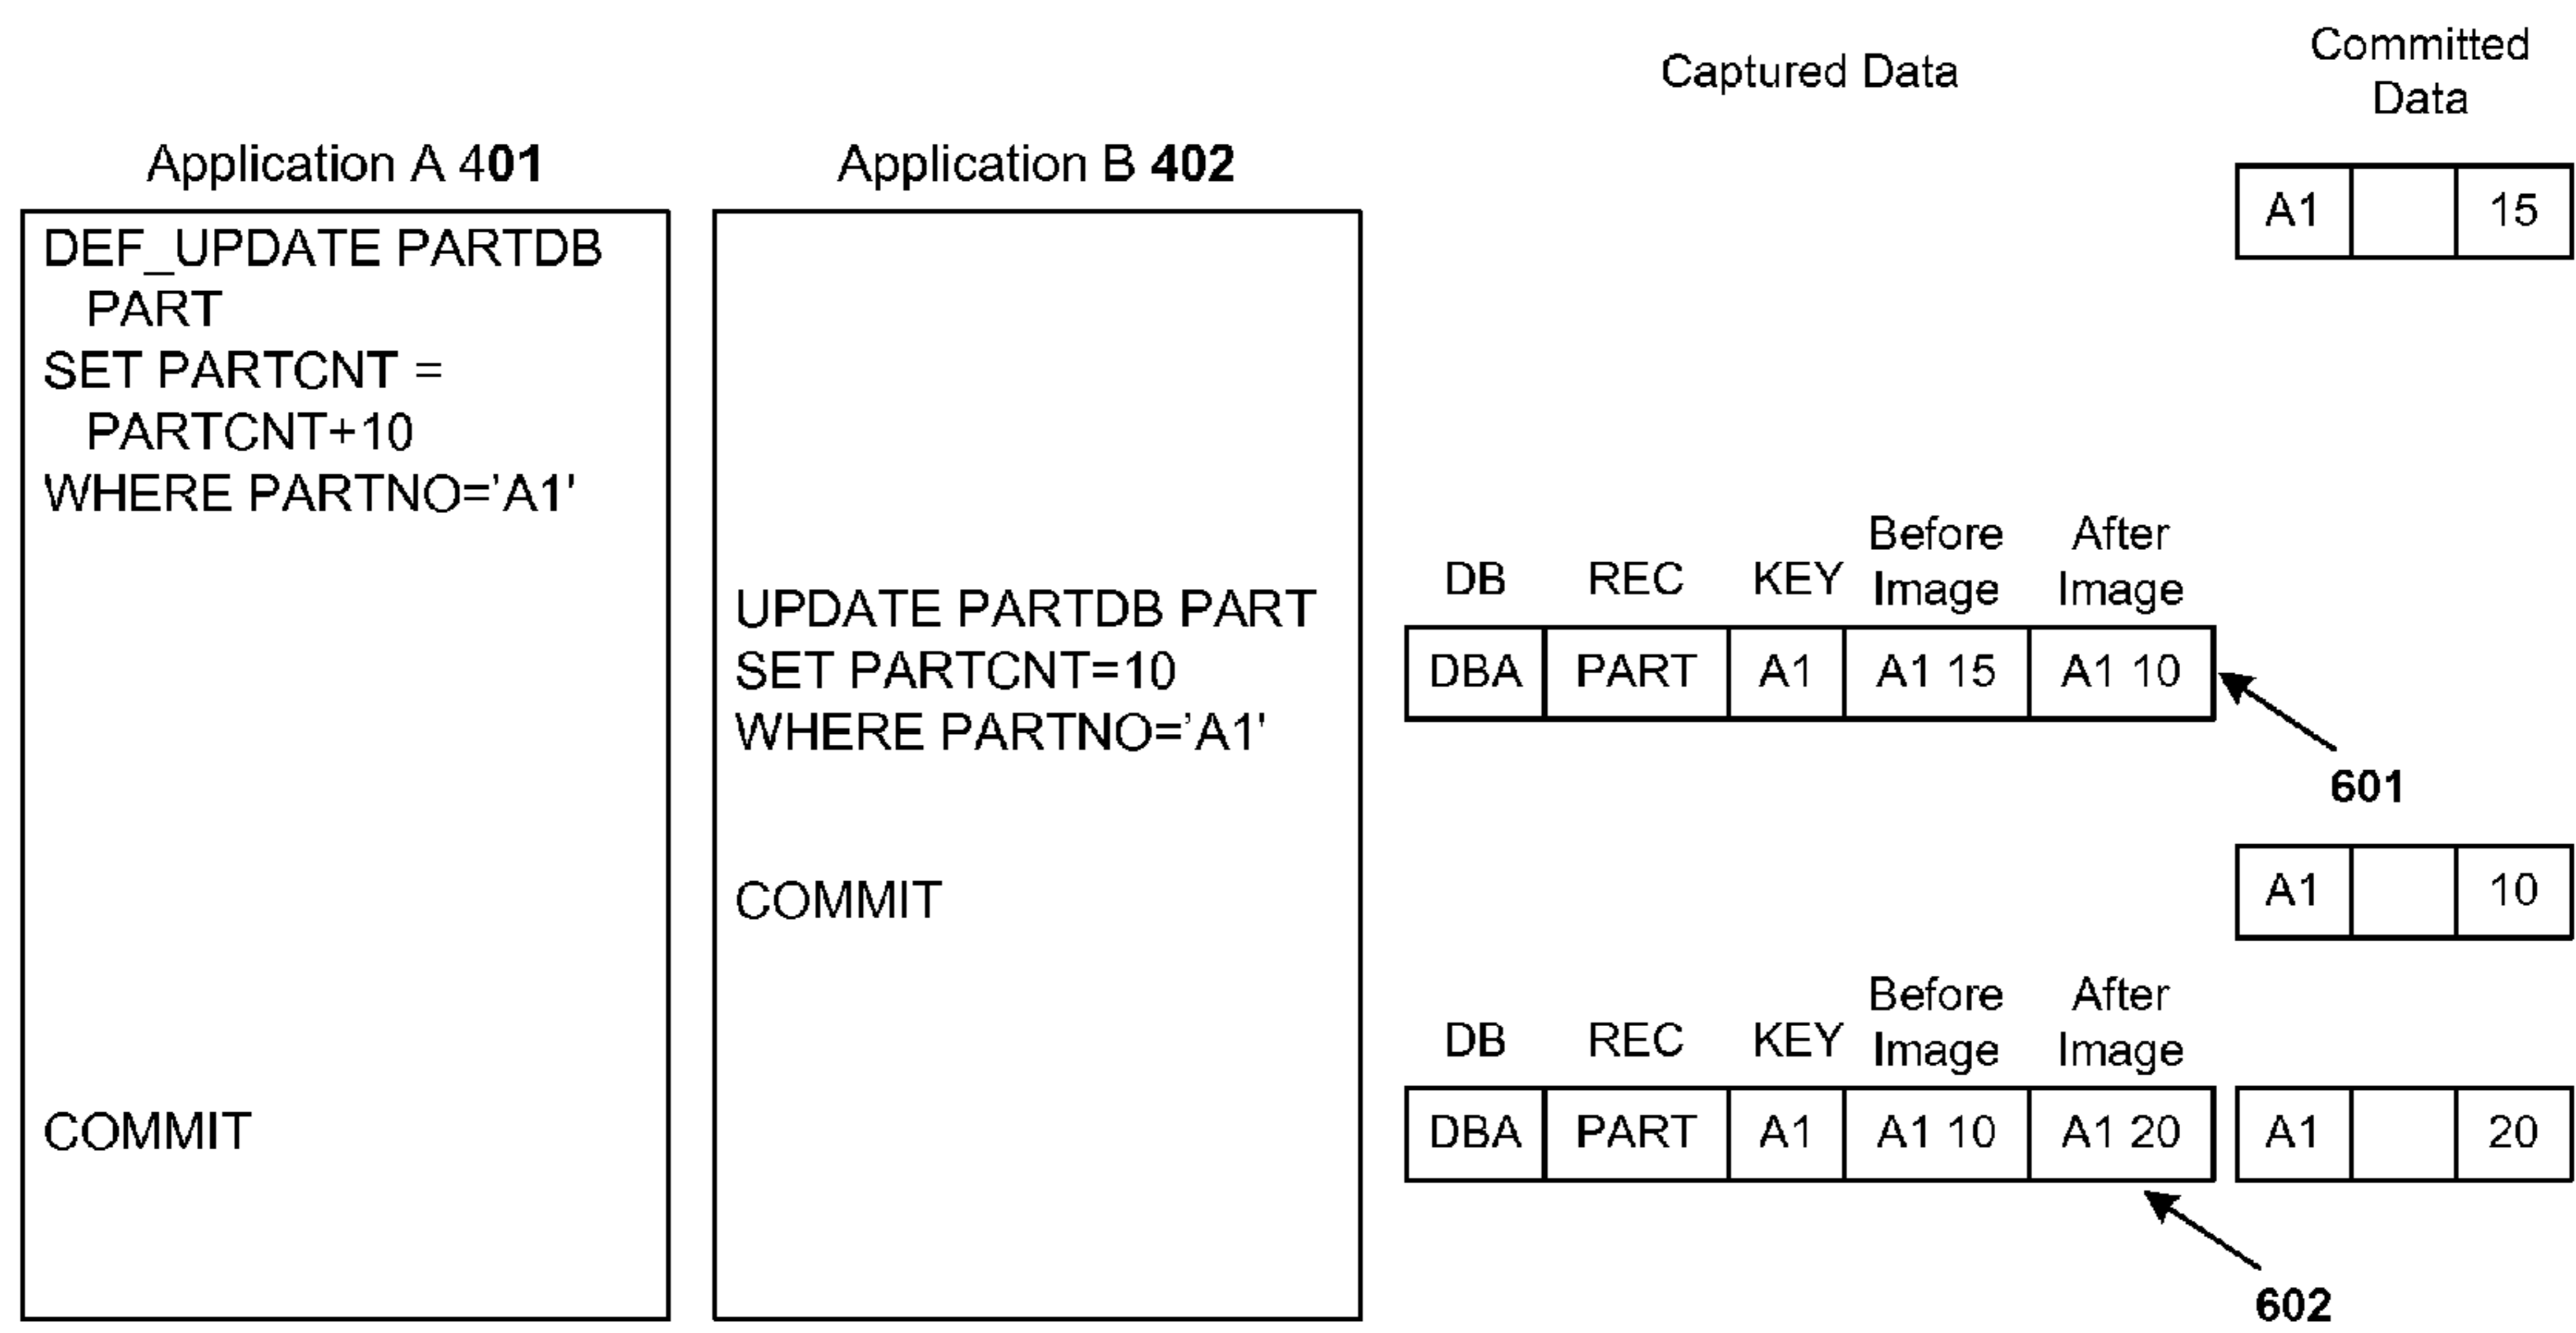 Captured Data
Committed
Data
Application A 401
Application B 402
A1 15
DEF_UPDATE PARTDB
PART
SET PARTCNT =
PARTCNT+10
WHERE PARTNO='A1'
COMMIT
UPDATE PARTDB PART
SET PARTCNT=10
WHERE PARTNO='A1'
COMMIT
DB REC KEY Before Image After Image
DBA PART A1 A1 15 A1 10
601
A1 10
DB REC KEY Before Image After Image
DBA PART A1 A1 10 A1 20
A1 20
602